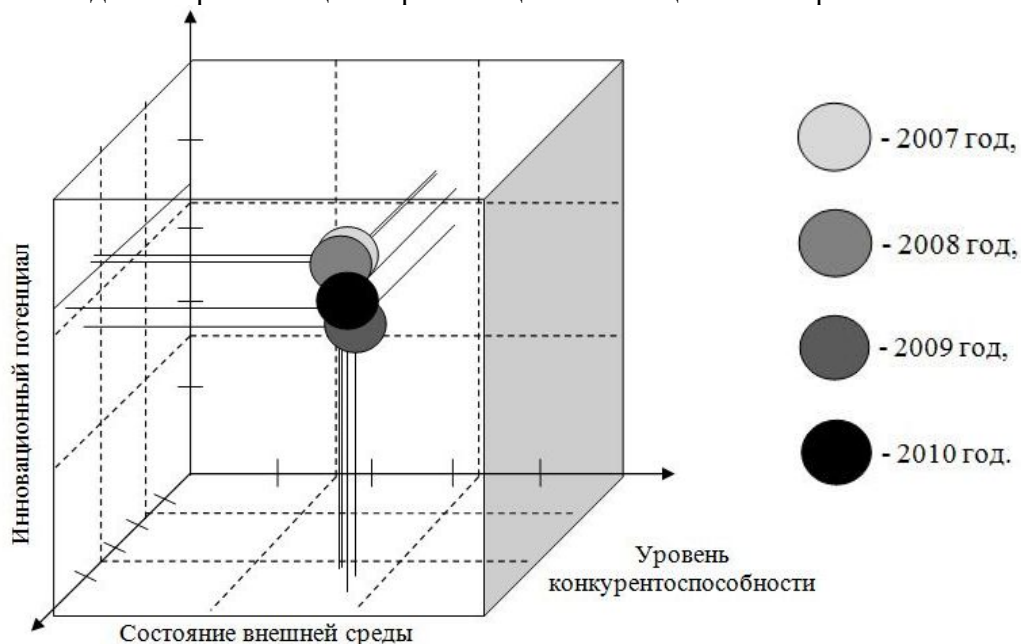 - 2007 год,
- 2008 год,
- 2009 год,
- 2010 год.
Инновационный потенциал
Уровень
конкурентоспособности
Состояние внешней среды